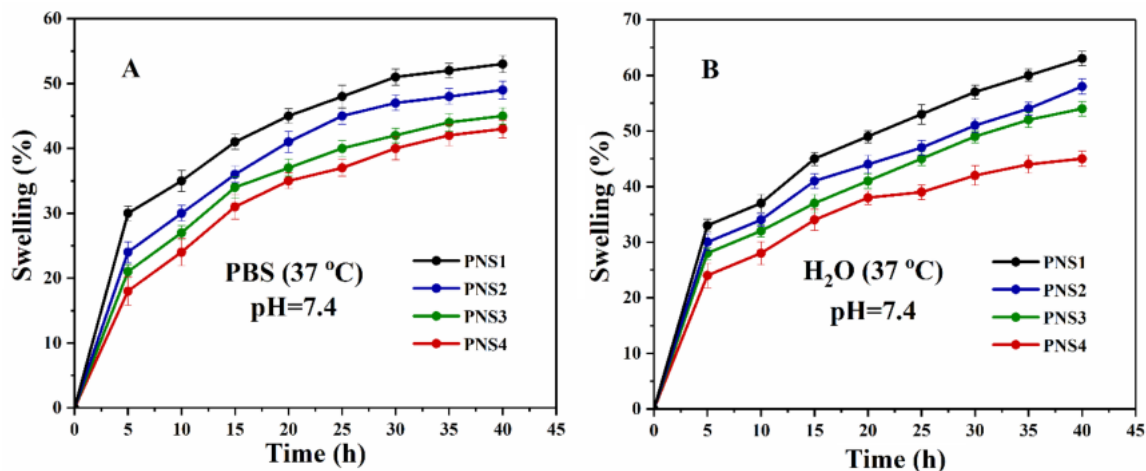 A
Swelling (%)
60
50
40
30
20
10
0
PBS (37 °C)
pH=7.4
PNS1
PNS2
PNS3
PNS4
0 5 10 15 20 25 30 35 40 45
Time (h)
B
Swelling (%)
70
60
50
40
30
20
10
0
H₂O (37 °C)
pH=7.4
PNS1
PNS2
PNS3
PNS4
0 5 10 15 20 25 30 35 40 45
Time (h)